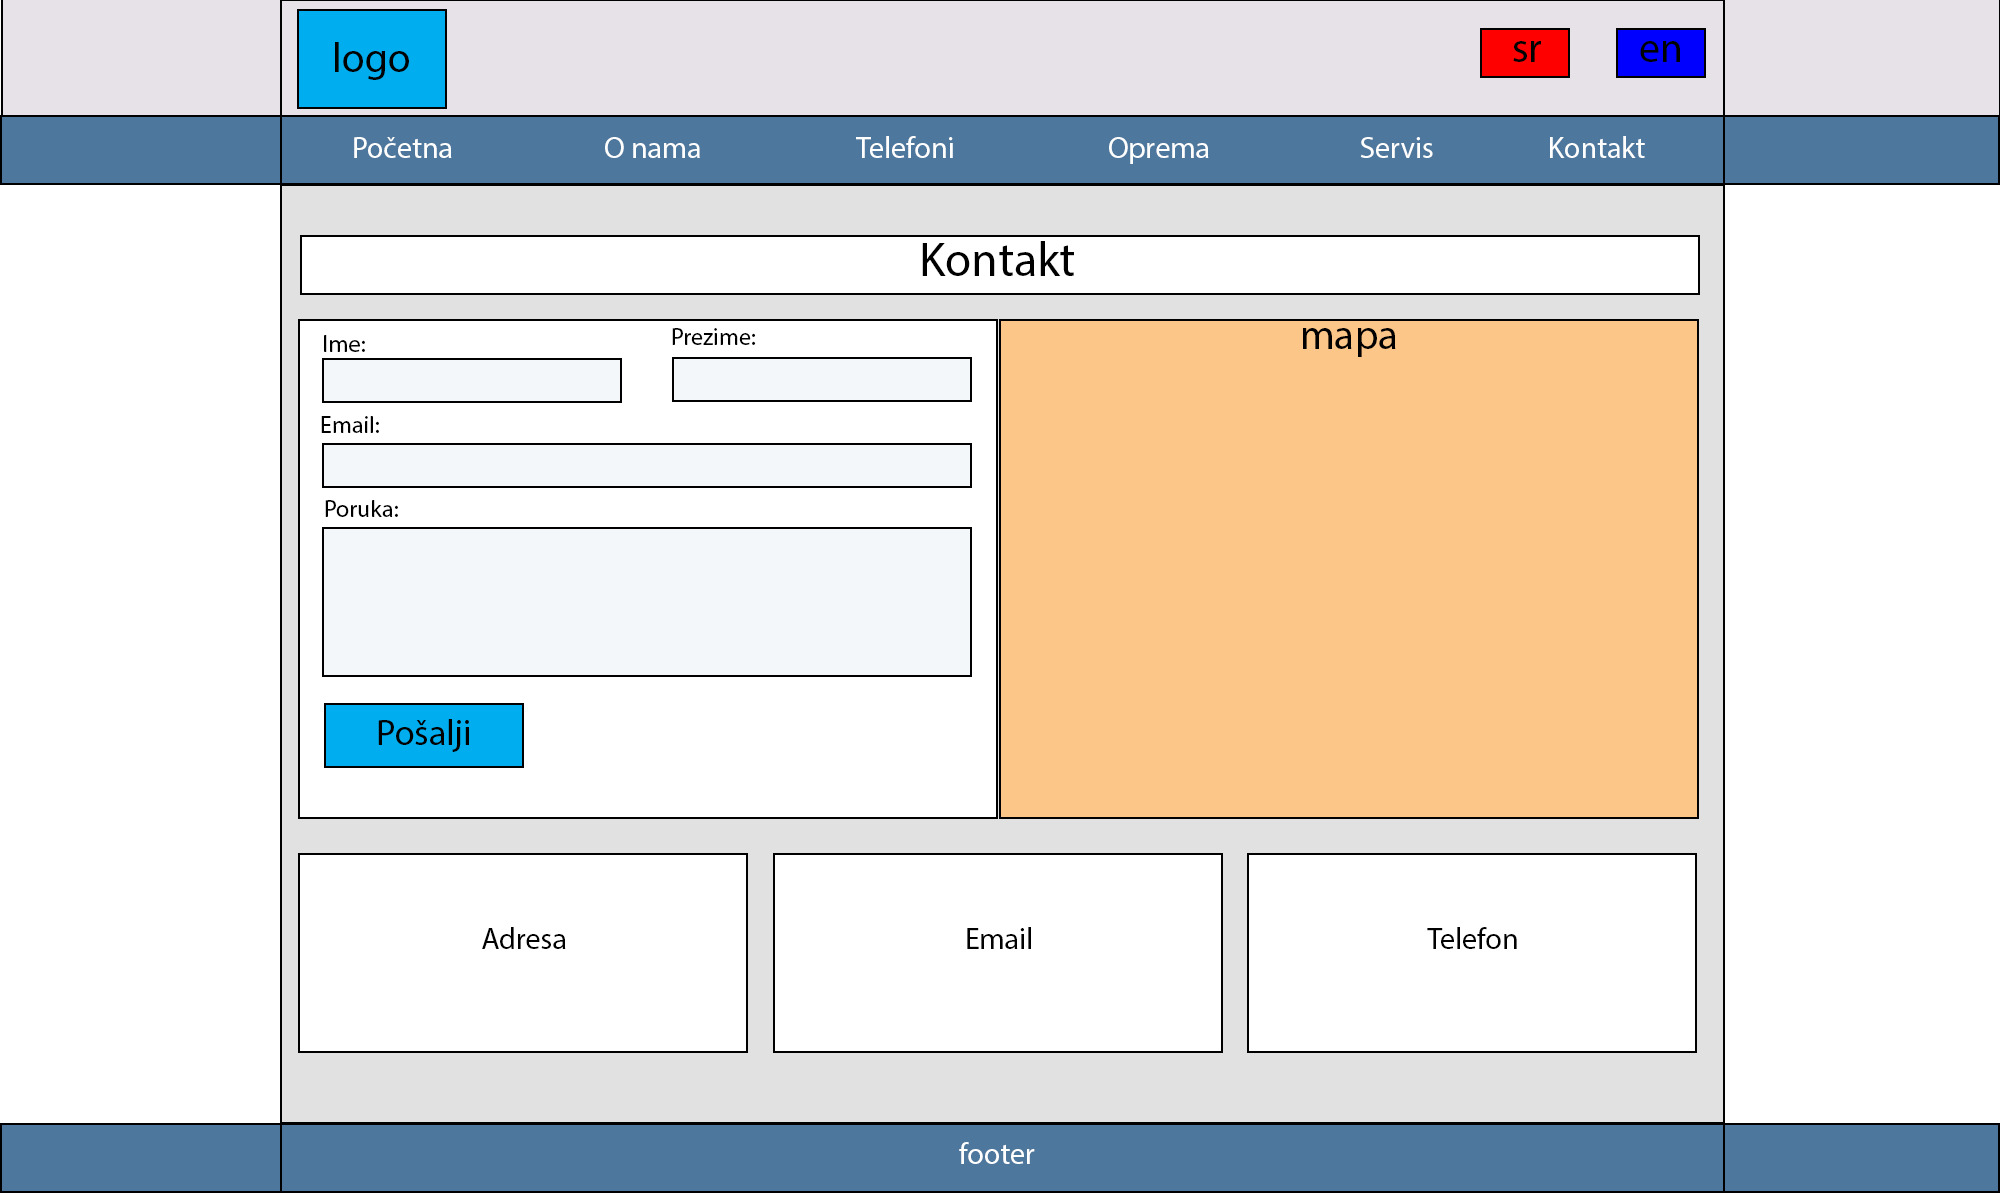 logo
sr
en
Početna
O nama
Telefoni
Oprema
Servis
Kontakt
Kontakt
Ime:
Prezime:
Email:
Poruka:
Pošalji
mapa
Adresa
Email
Telefon
footer